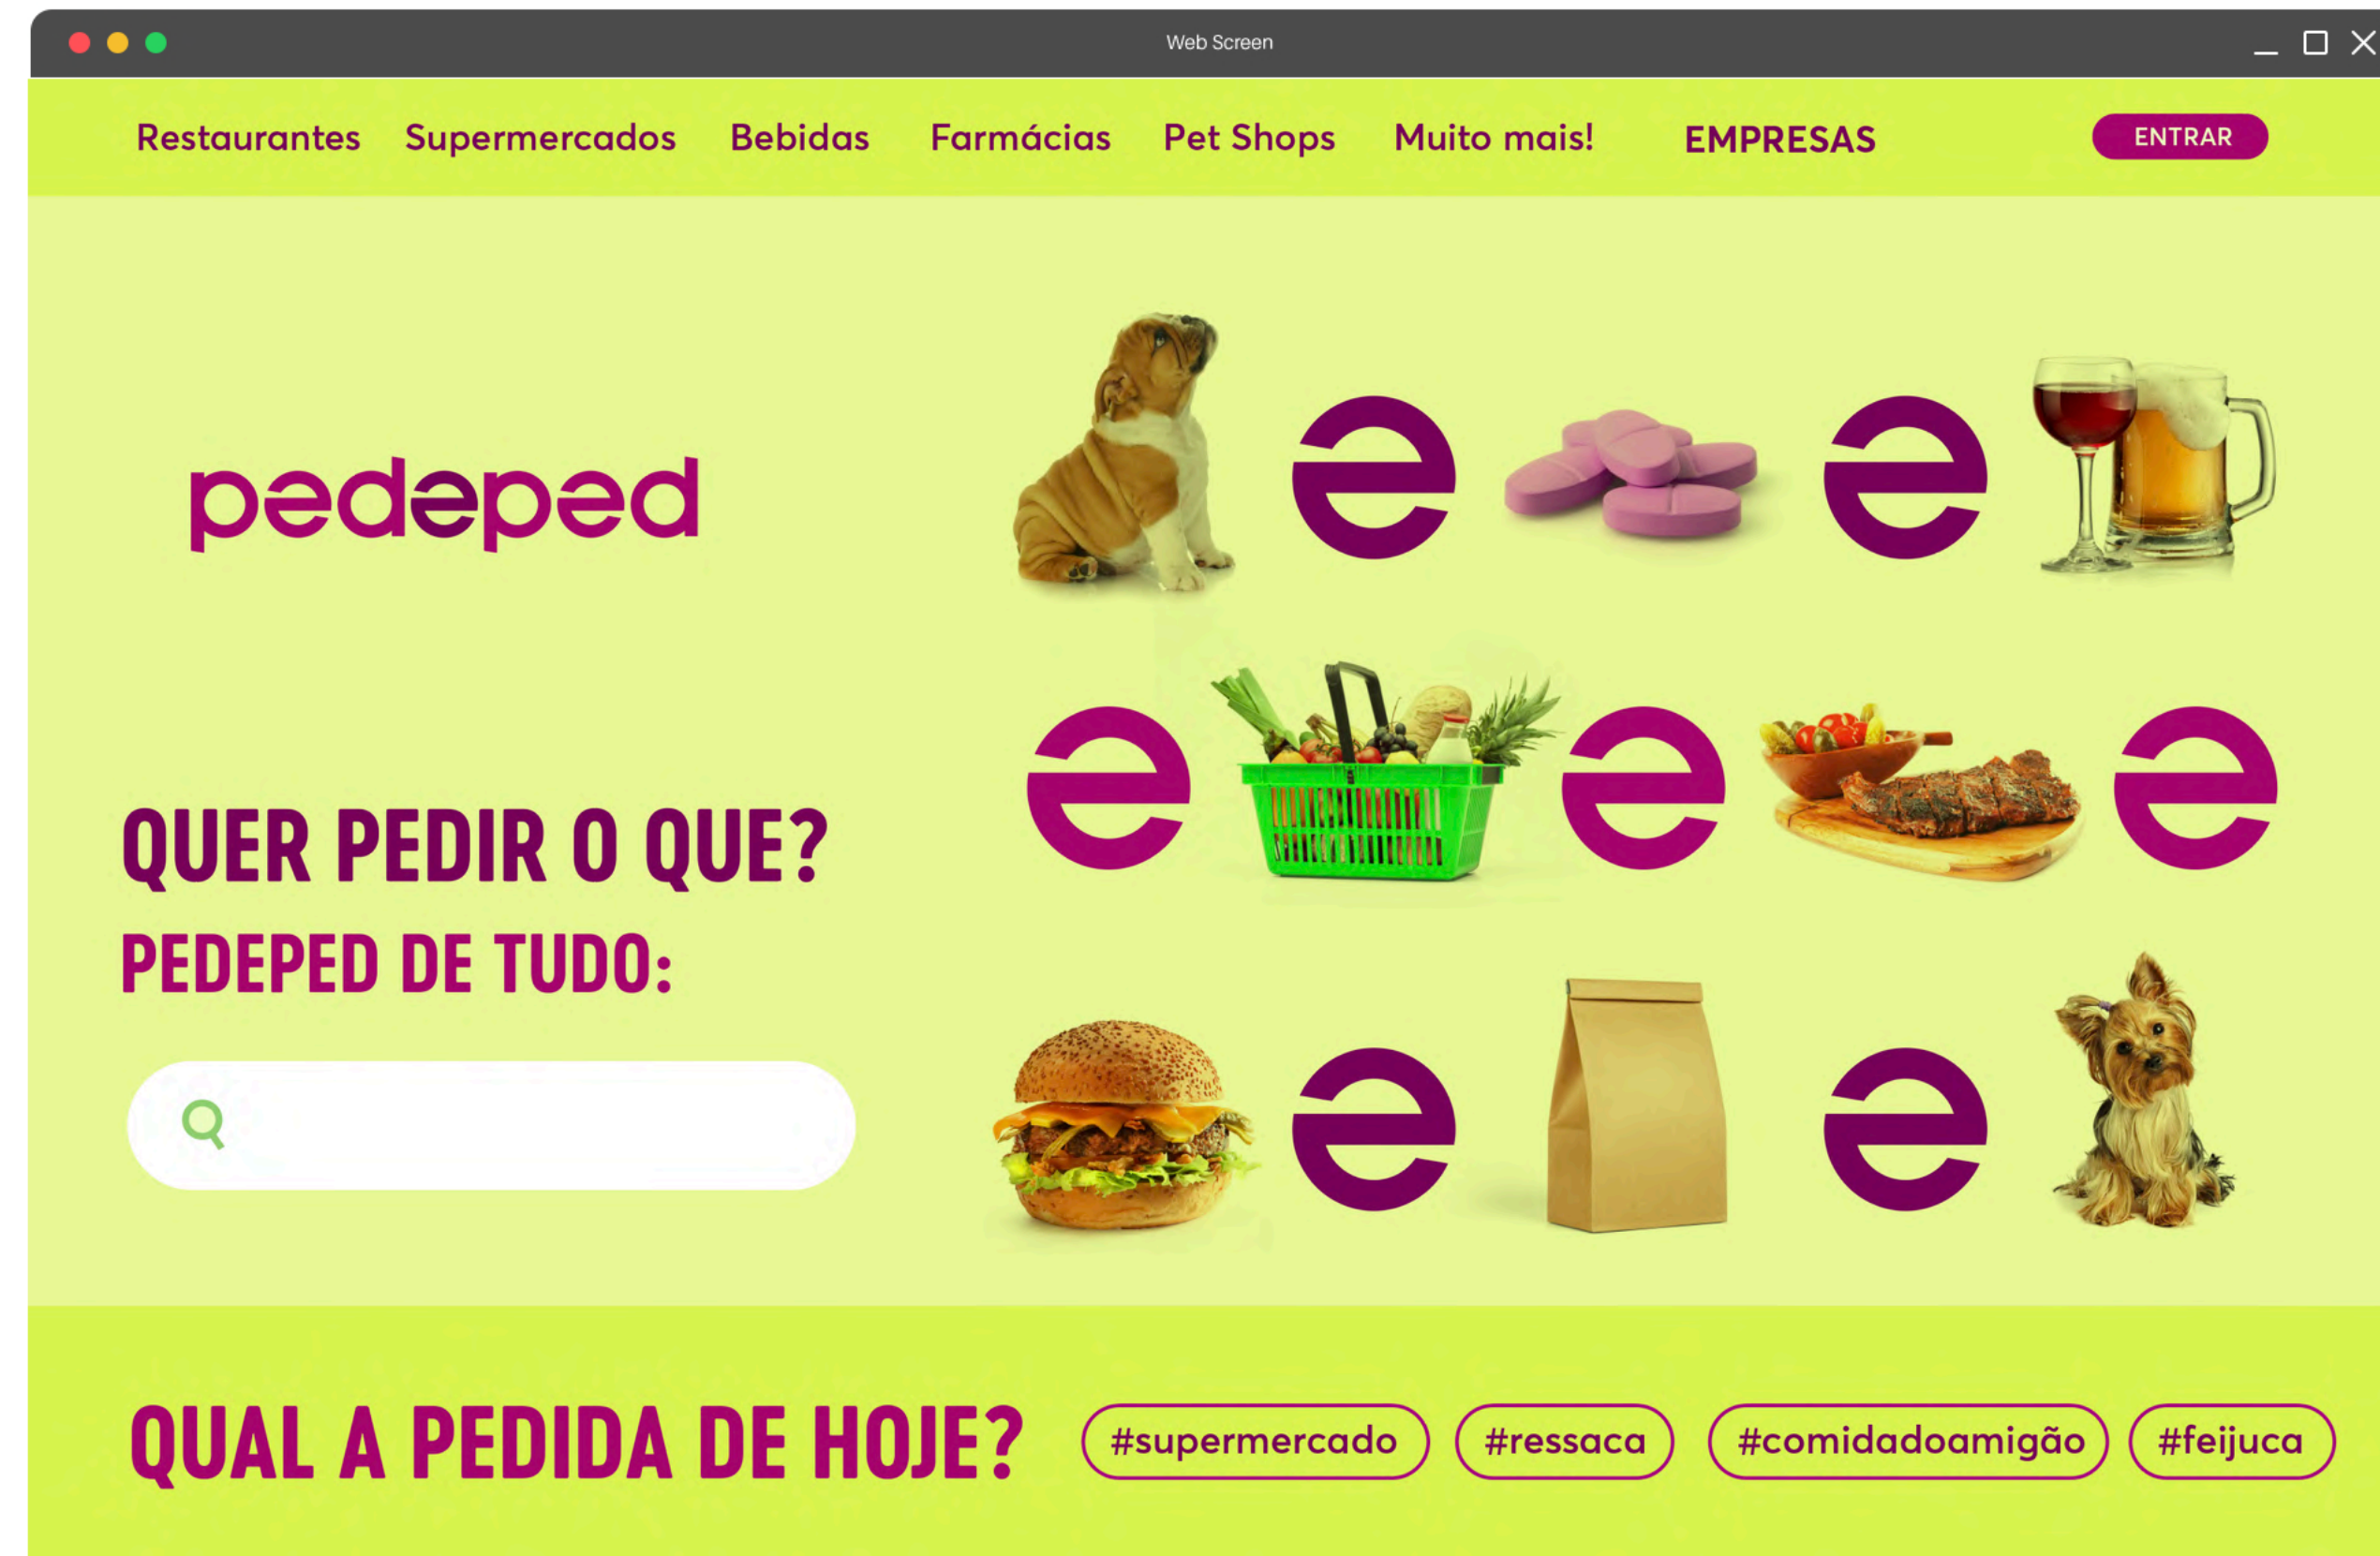 Web Screen
Restaurantes Supermercados Bebidas Farmácias Pet Shops Muito mais! EMPRESAS ENTRAR
pedeped
e e
e e e
e e
QUER PEDIR O QUE?
PEDEPED DE TUDO:
QUAL A PEDIDA DE HOJE? #supermercado #ressaca #comidadoamigão #feijuca